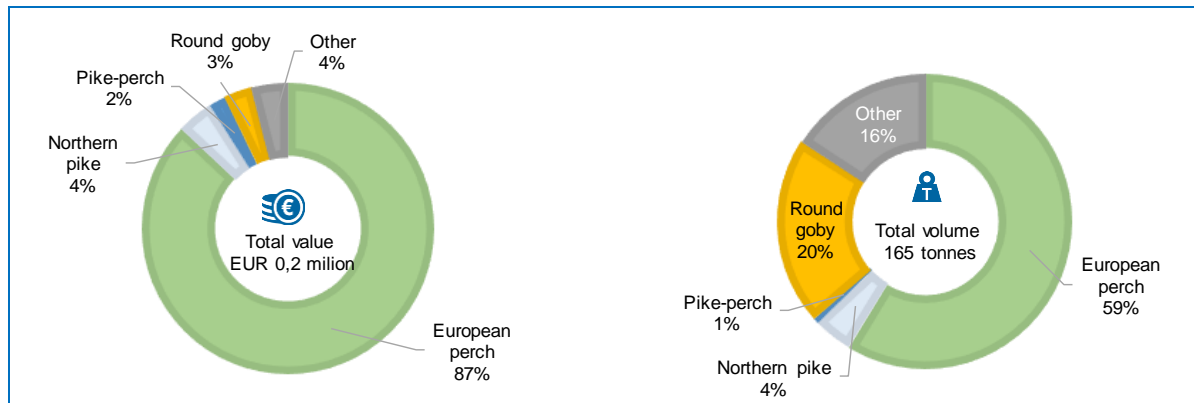 Round goby
3%
Other
4%
Pike-perch
2%
Northern
pike
4%
€
Total value
EUR 0,2 milion
European
perch
87%
Other
16%
Round
goby
20%
T
Total volume
165 tonnes
European
perch
59%
Pike-perch
1%
Northern pike
4%